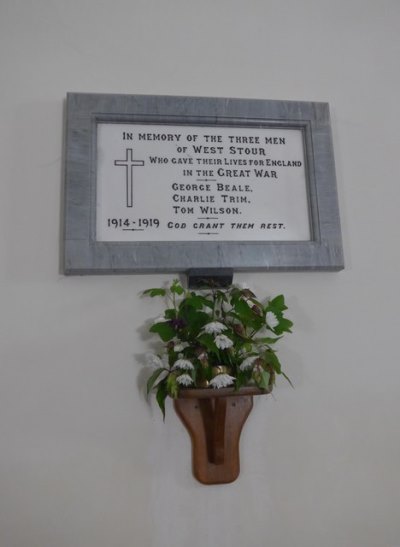 In memory of the three men
of West Stour
Who gave their Lives for England
in the Great War
George Beale,
Charlie Trim,
Tom Wilson.
1914-1919 God grant them rest.